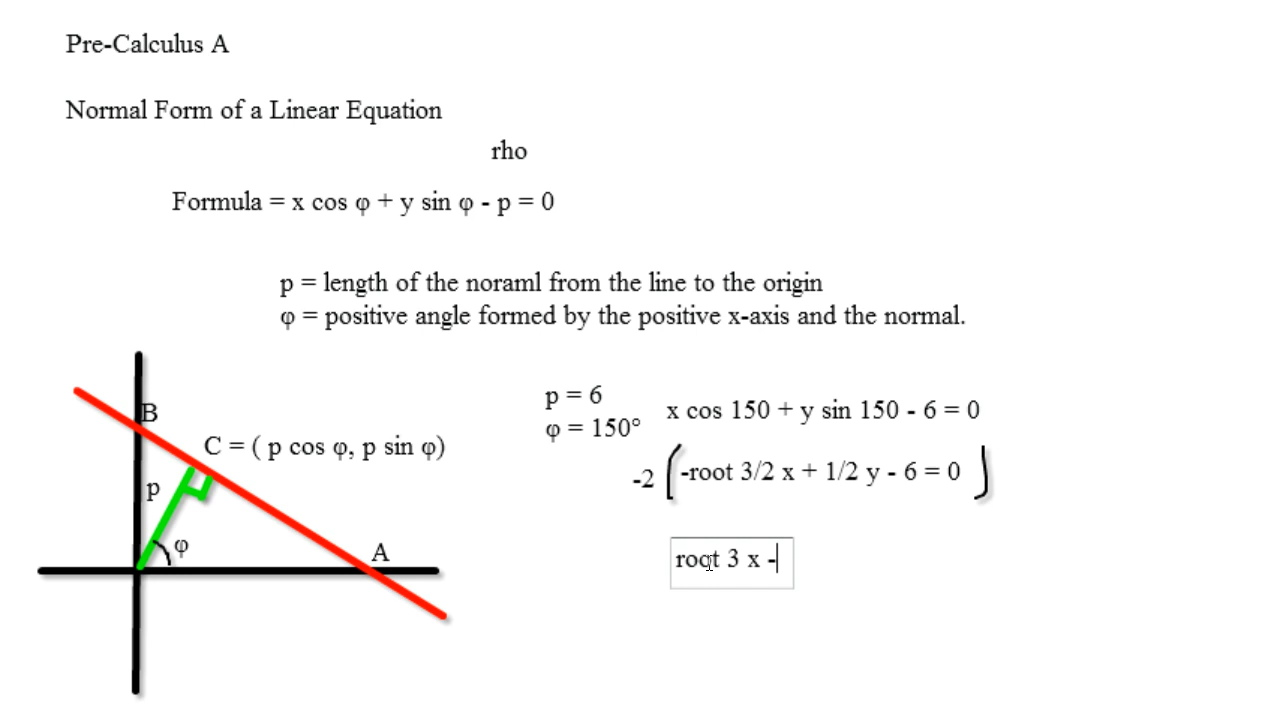 Pre-Calculus A
Normal Form of a Linear Equation
rho
Formula = x cos φ + y sin φ - p = 0
p = length of the noraml from the line to the origin
φ = positive angle formed by the positive x-axis and the normal.
B
C = ( p cos φ, p sin φ)
p
φ
A
p = 6
φ = 150°
x cos 150 + y sin 150 - 6 = 0
-2 (-root 3/2 x + 1/2 y - 6 = 0 )
root 3 x -